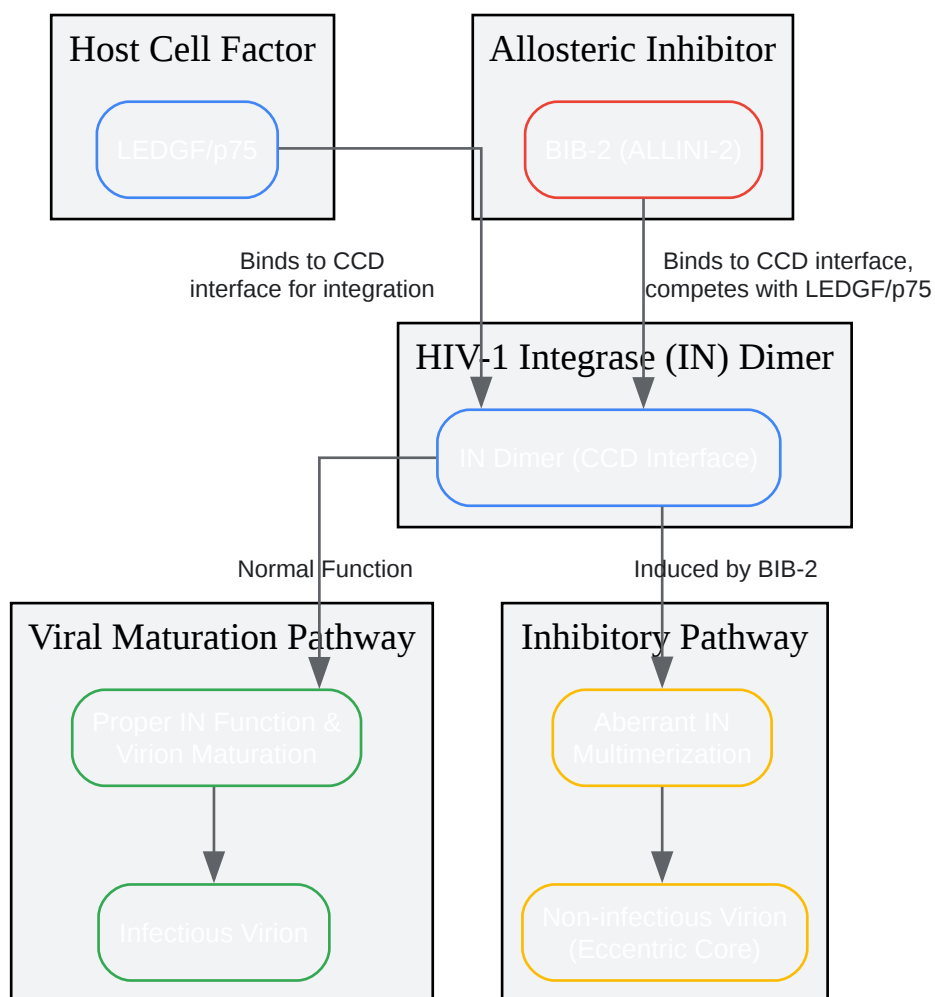 Host Cell Factor
Allosteric Inhibitor
LEDGF/p75
BIB-2 (ALLINI-2)
Binds to CCD
interface for integration
Binds to CCD interface,
competes with LEDGF/p75
HIV-1 Integrase (IN) Dimer
IN Dimer (CCD Interface)
Normal Function
Induced by BIB-2
Viral Maturation Pathway
Inhibitory Pathway
Proper IN Function &
Virion Maturation
Aberrant IN
Multimerization
Infectious Virion
Non-infectious Virion
(Eccentric Core)